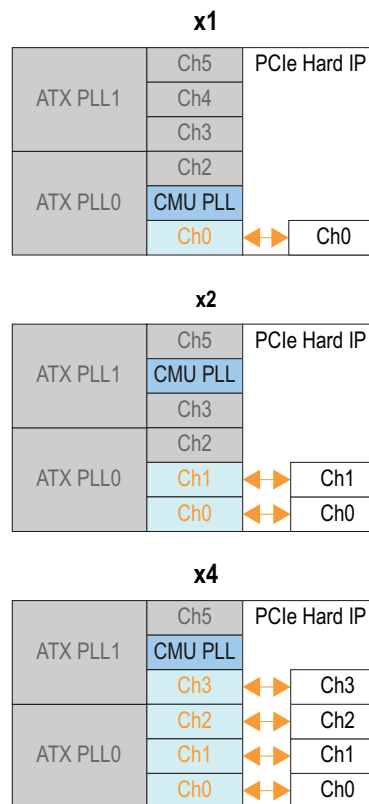 x1
Ch5 PCIe Hard IP
ATX PLL1 Ch4
Ch3
Ch2
ATX PLL0 CMU PLL
Ch0 Ch0
x2
Ch5 PCIe Hard IP
ATX PLL1 CMU PLL
Ch3
Ch2
ATX PLL0 Ch1 Ch1
Ch0 Ch0
x4
Ch5 PCIe Hard IP
ATX PLL1 CMU PLL
Ch3 Ch3
Ch2 Ch2
ATX PLL0 Ch1 Ch1
Ch0 Ch0